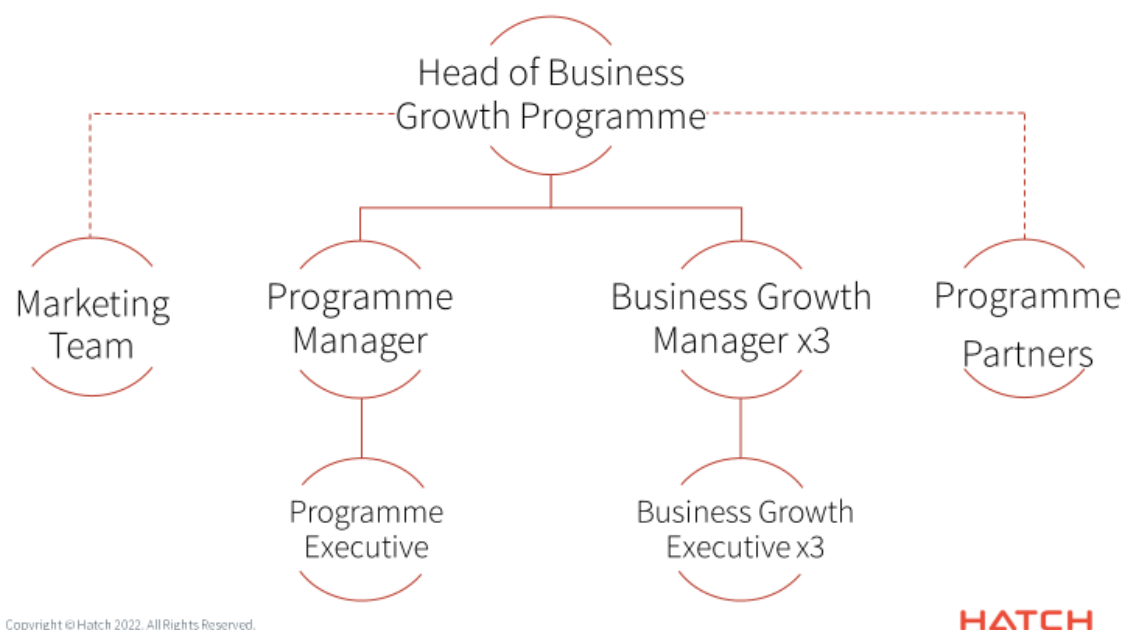 Head of Business
Growth Programme
Marketing
Team
Programme
Manager
Business Growth
Manager x3
Programme
Partners
Programme
Executive
Business Growth
Executive x3
Copyright © Hatch 2022. All Rights Reserved.
HATCH